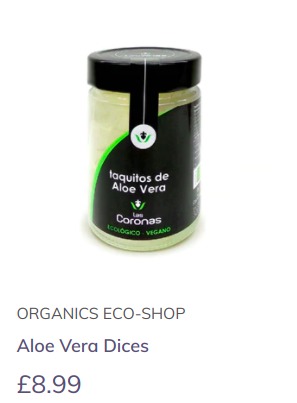 taquitos de
Aloe Vera
Las
Coronas
ECOLÓGICO - VEGANO
ORGANICS ECO-SHOP
Aloe Vera Dices
£8.99